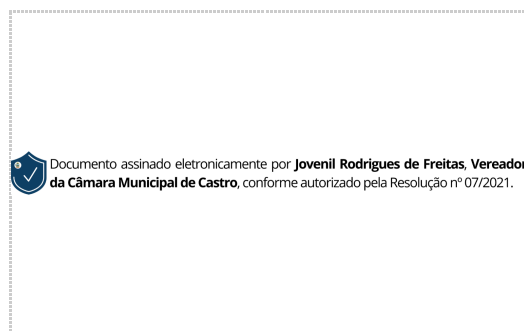 Documento assinado eletronicamente por Jovenil Rodrigues de Freitas, Vereador
da Câmara Municipal de Castro, conforme autorizado pela Resolução nº 07/2021.